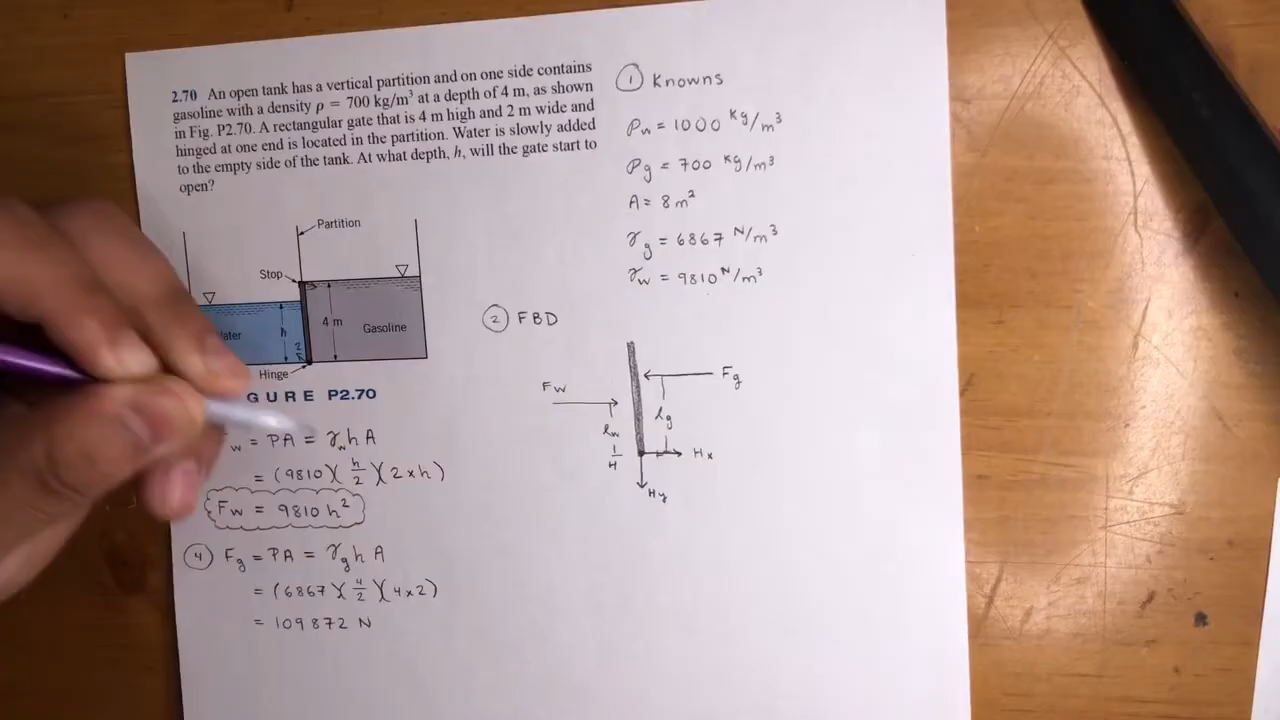 2.70 An open tank has a vertical partition and on one side contains
gasoline with a density ρ = 700 kg/m³ at a depth of 4 m, as shown
in Fig. P2.70. A rectangular gate that is 4 m high and 2 m wide and
hinged at one end is located in the partition. Water is slowly added
to the empty side of the tank. At what depth, h, will the gate start to
open?
Partition
Stop
4 m
h
2
Gasoline
Hinge
GURE P2.70
w = PA = γwhA
= (9810)(h/2)(2×h)
Fw = 9810 h²
④ Fg = PA = γghA
= (6867)(4/2)(4×2)
= 109872 N
① Knowns
ρw = 1000 kg/m³
ρg = 700 kg/m³
A = 8m²
γg = 6867 N/m³
γw = 9810 N/m³
② FBD
Fw
Fg
lg
lw
H
Hx
Hy